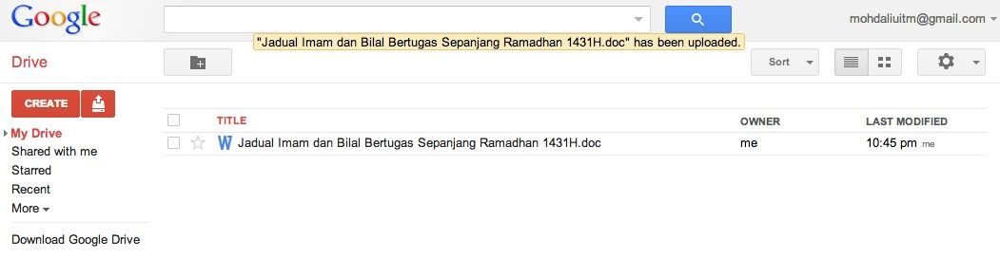 Google
mohdaliuitm@gmail.com
"Jadual Imam dan Bilal Bertugas Sepanjang Ramadhan 1431H.doc" has been uploaded.
Drive
Sort
CREATE
My Drive
Shared with me
Starred
Recent
More
Download Google Drive
TITLE OWNER LAST MODIFIED
W Jadual Imam dan Bilal Bertugas Sepanjang Ramadhan 1431H.doc me 10:45 pm me